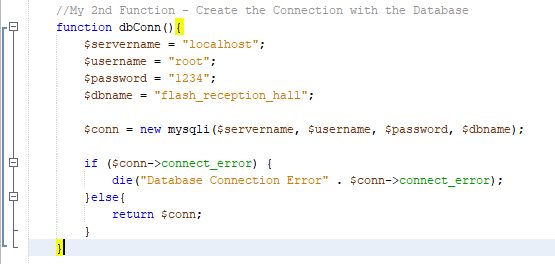 //My 2nd Function - Create the Connection with the Database
function dbConn(){
$servername = "localhost";
$username = "root";
$password = "1234";
$dbname = "flash_reception_hall";
$conn = new mysqli($servername, $username, $password, $dbname);
if ($conn->connect_error) {
die("Database Connection Error" . $conn->connect_error);
}else{
return $conn;
}
}